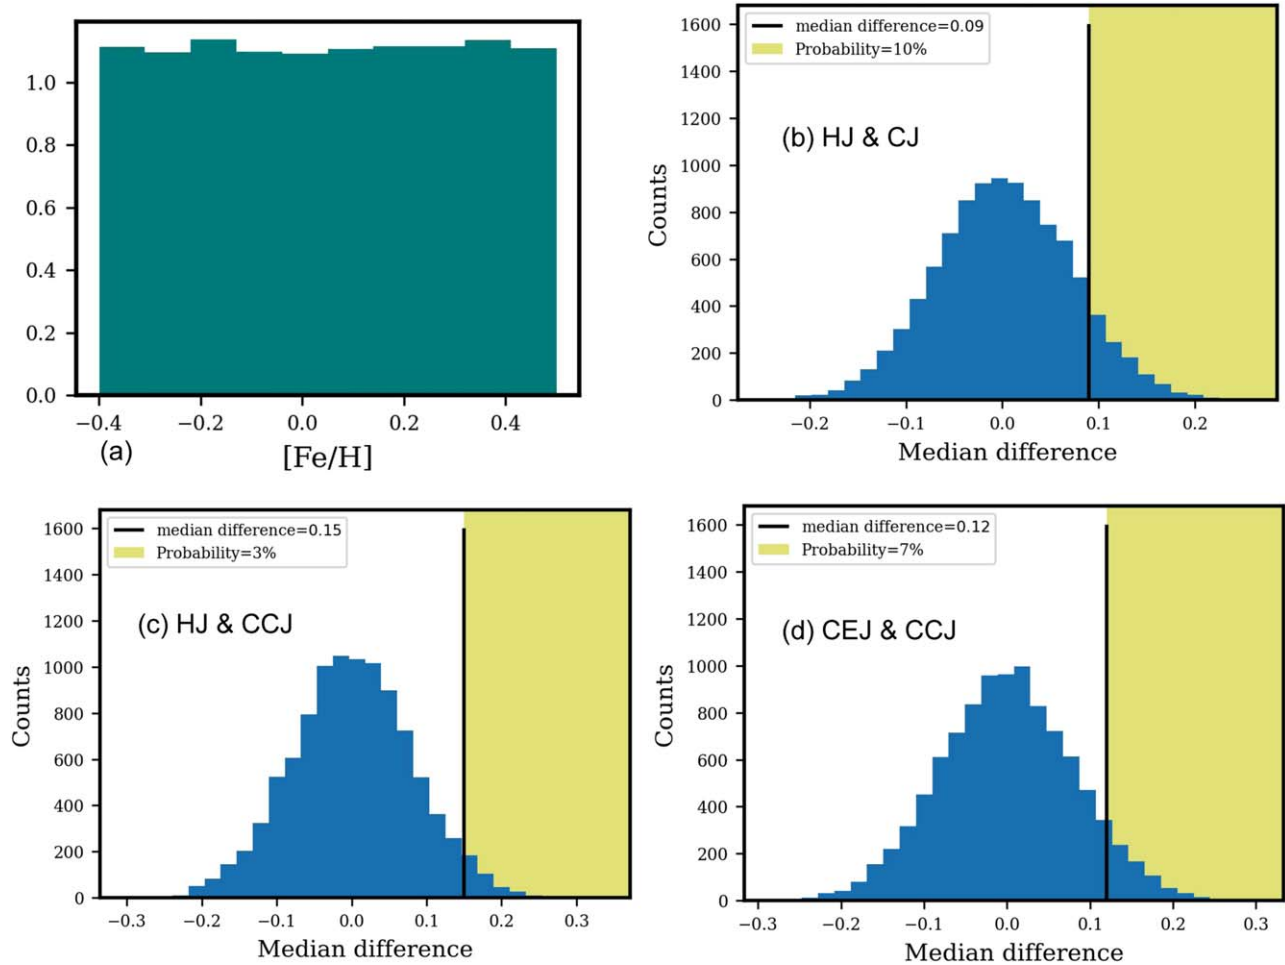 1.0
0.8
0.6
0.4
0.2
0.0
−0.4 −0.2 0.0 0.2 0.4
(a)
[Fe/H]
median difference=0.09
Probability=10%
(b) HJ & CJ
Counts
1600
1400
1200
1000
800
600
400
200
0
−0.2 −0.1 0.0 0.1 0.2
Median difference
median difference=0.15
Probability=3%
(c) HJ & CCJ
Counts
1600
1400
1200
1000
800
600
400
200
0
−0.3 −0.2 −0.1 0.0 0.1 0.2 0.3
Median difference
median difference=0.12
Probability=7%
(d) CEJ & CCJ
Counts
1600
1400
1200
1000
800
600
400
200
0
−0.3 −0.2 −0.1 0.0 0.1 0.2 0.3
Median difference